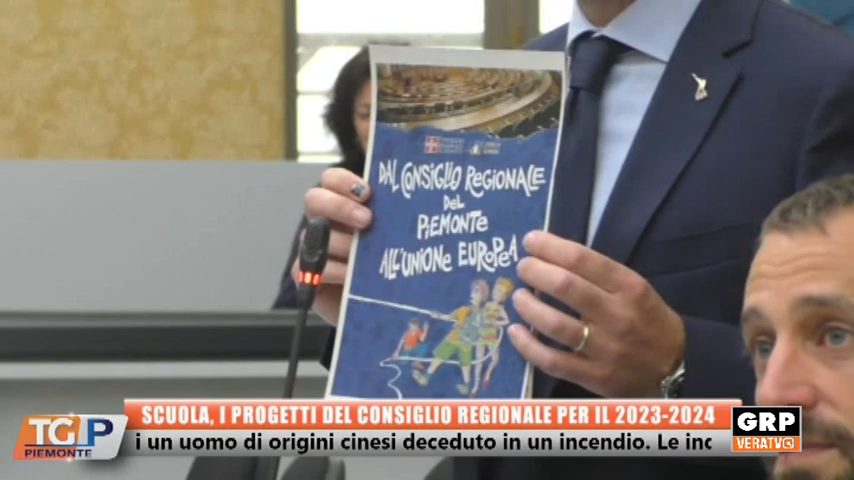 DAL CONSIGLIO REGIONALE
DEL
PIEMONTE
ALL'UNIONE EUROPEA
SCUOLA, I PROGETTI DEL CONSIGLIO REGIONALE PER IL 2023-2024
TGP
PIEMONTE
i un uomo di origini cinesi deceduto in un incendio. Le ind
GRP
VERATV